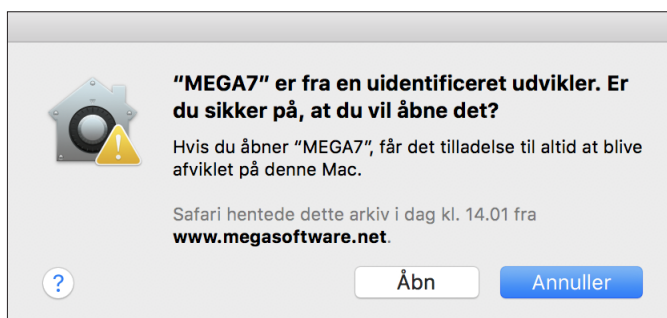 “MEGA7” er fra en uidentificeret udvikler. Er
du sikker på, at du vil åbne det?
Hvis du åbner “MEGA7”, får det tilladelse til altid at blive
afviklet på denne Mac.
Safari hentede dette arkiv i dag kl. 14.01 fra
www.megasoftware.net.
?
Åbn
Annuller